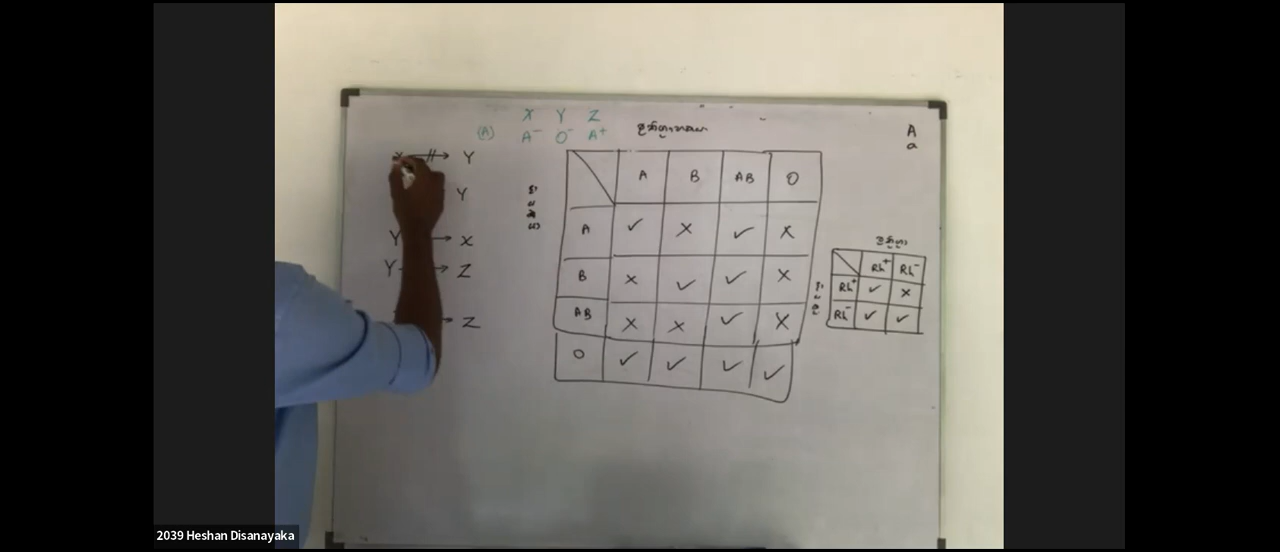 X Y Z
(A) A⁻ O⁻ A⁺
A
a
Y
Y
Y X
Y Z
Z
A B AB O
A ✓ X ✓ X
B X ✓ ✓ X
AB X X ✓ X
O ✓ ✓ ✓ ✓
Rh⁺ Rh⁻
Rh⁺ ✓ X
Rh⁻ ✓ ✓
2039 Heshan Disanayaka